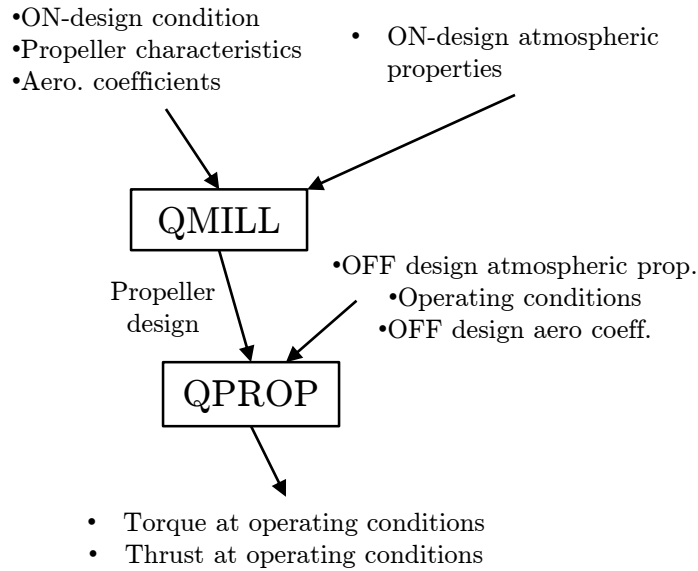 •ON-design condition
•Propeller characteristics
•Aero. coefficients
• ON-design atmospheric
properties
QMILL
Propeller
design
•OFF design atmospheric prop.
•Operating conditions
•OFF design aero coeff.
QPROP
• Torque at operating conditions
• Thrust at operating conditions